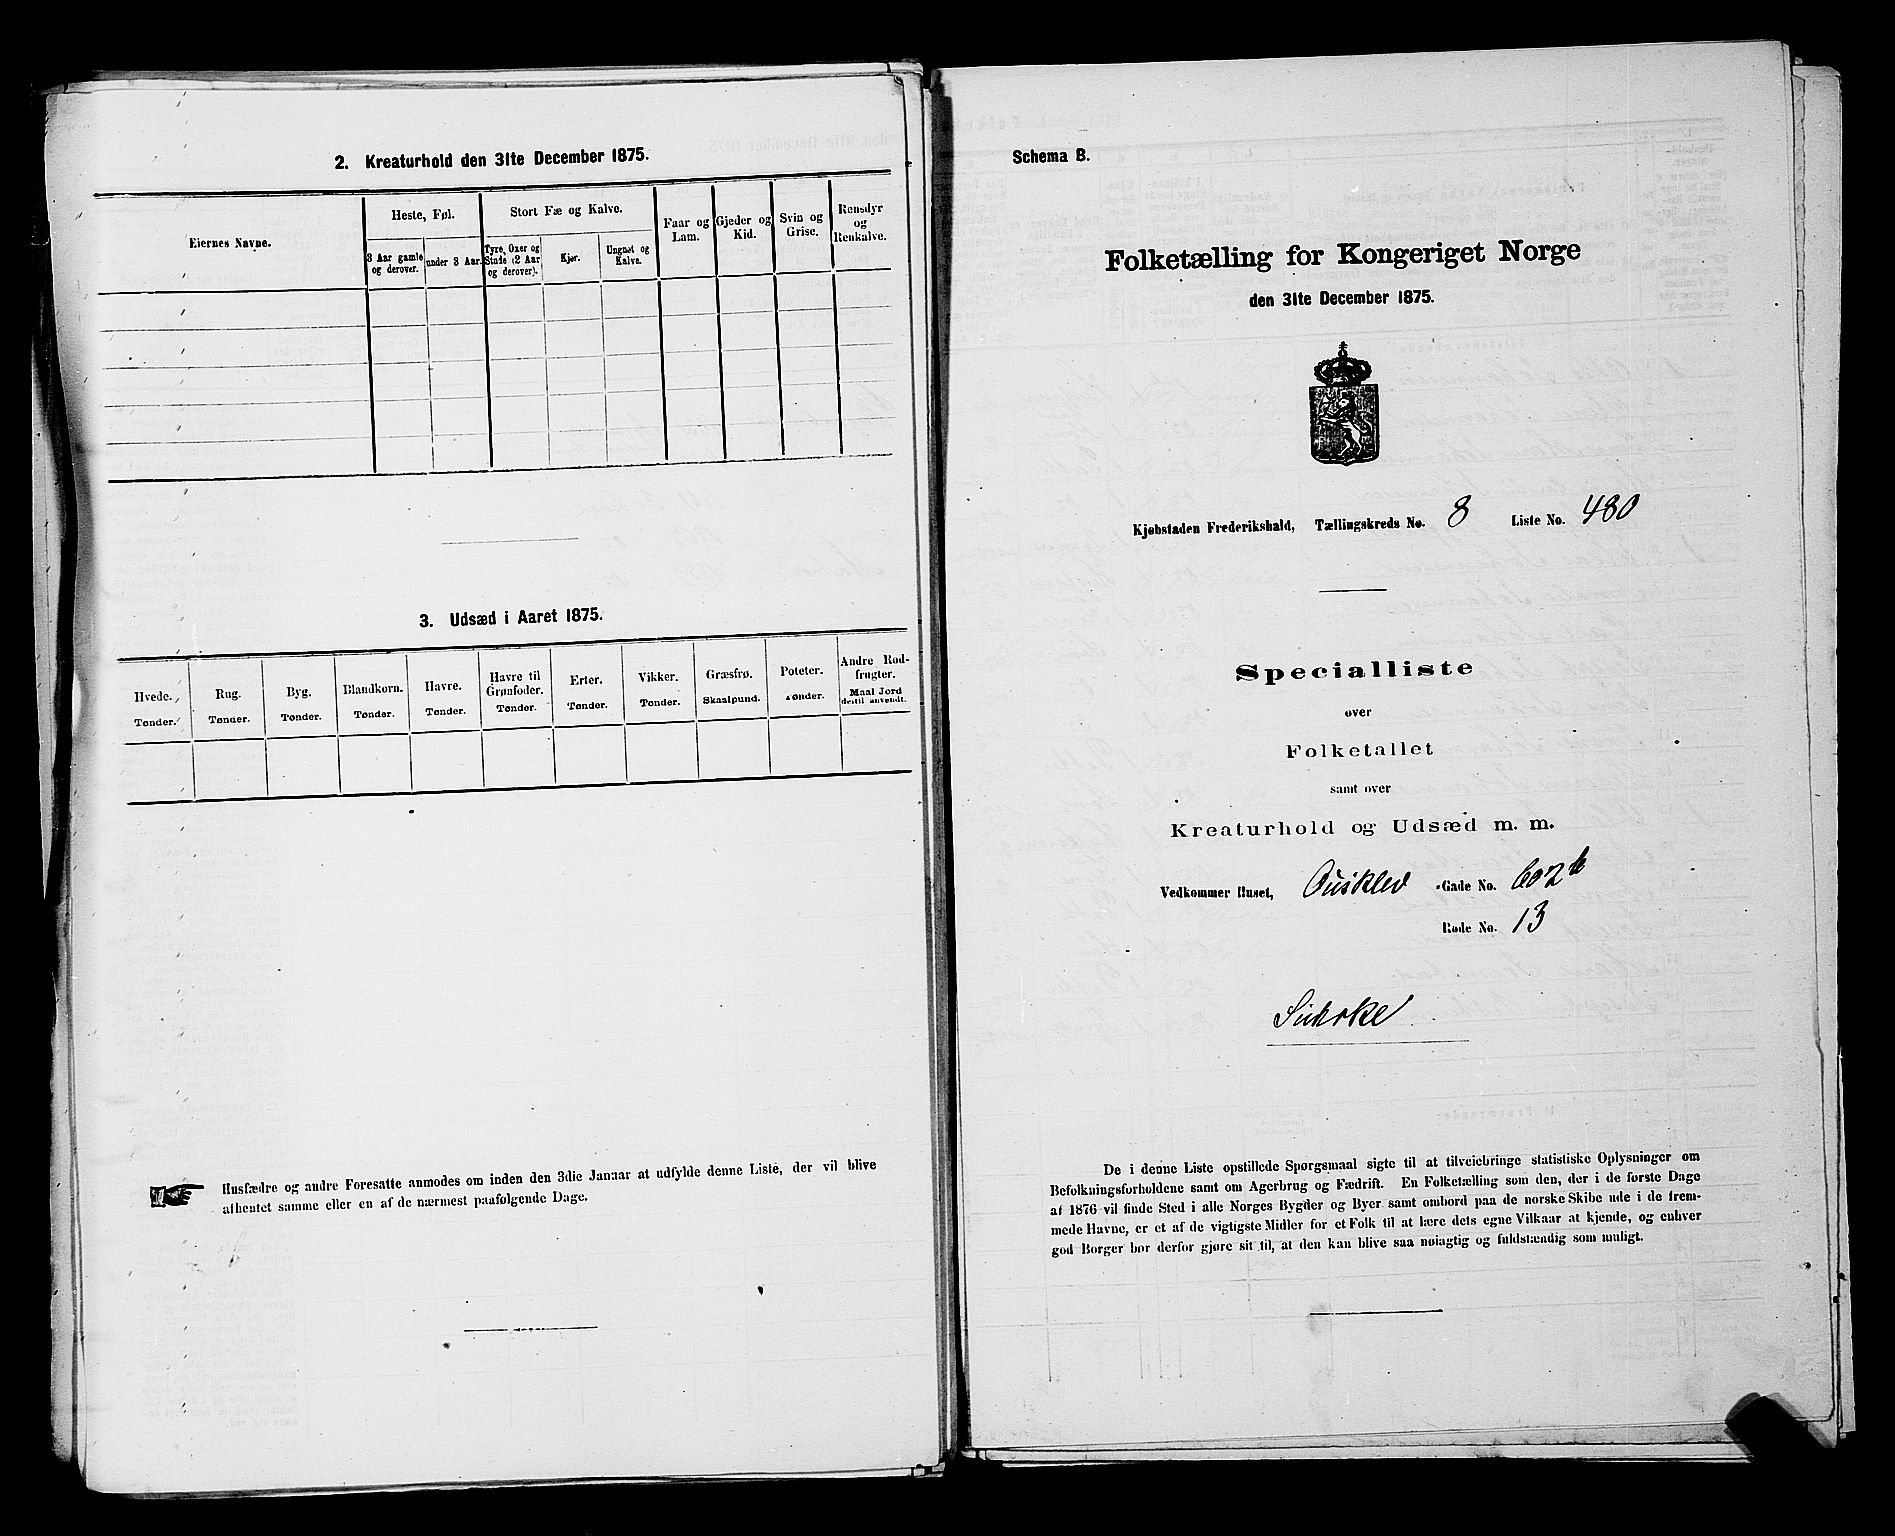 2. Kreaturhold den 31te December 1875.
Eiernes Navne.
Heste, Føl.
Stort Fæ og Kalve.
Faar og
Lam.
Gjeder og
Kid.
Svin og
Grise.
Rensdyr
og
Renkalve.
3 Aar gamle
og derover.
under 3 Aar.
Tyre, Oxer og
Stude (2 Aar
og derover).
Kjør.
Ungnøt og
Kalve.
3. Udsæd i Aaret 1875.
Hvede.
Tønder.
Rug.
Tønder.
Byg.
Tønder.
Blandkorn.
Tønder.
Havre.
Tønder.
Havre til
Grønfoder.
Tønder.
Erter.
Tønder.
Vikker.
Tønder.
Græsfrø.
Skaalpund.
Poteter.
Tønder.
Andre Rod-
frugter.
Maal Jord
dertil anvendt.
Husfædre og andre Foresatte anmodes om inden den 3die Januar at udfylde denne Liste, der vil blive
afhentet samme eller en af de nærmest paafølgende Dage.
Schema B.
Folketælling for Kongeriget Norge
den 31te December 1875.
Kjøbstaden Frederikshald, Tællingskreds No. 8 Liste No. 480
Specialliste
over
Folketallet
samt over
Kreaturhold og Udsæd m. m.
Vedkommer Huset, -Gade No. 602 b
Rode No. 13
De i denne Liste opstillede Spørgsmaal sigte til at tilveiebringe statistiske Oplysninger om
Befolkningsforholdene samt om Agerbrug og Fædrift. En Folketælling som den, der i de første Dage
af 1876 vil finde Sted i alle Norges Bygder og Byer samt ombord paa de norske Skibe ude i de frem-
mede Havne, er et af de vigtigste Midler for et Folk til at lære dets egne Vilkaar at kjende, og enhver
god Borger bør derfor gjøre sit til, at den kan blive saa nøiagtig og fuldstændig som muligt.